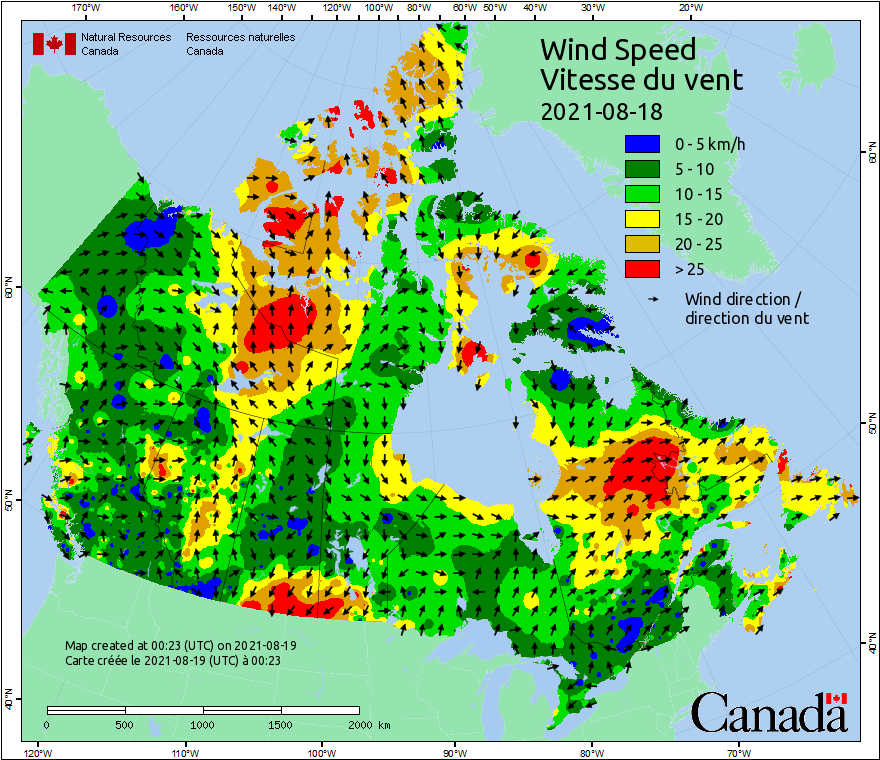 170°W 160°W 150°W 140°W 120°W 100°W 80°W 60°W 50°W 40°W 30°W 20°W
Natural Resources Ressources naturelles
Canada Canada
Wind Speed
Vitesse du vent
2021-08-18
0 - 5 km/h
5 - 10
10 - 15
15 - 20
20 - 25
> 25
Wind direction /
direction du vent
60°N
60°N
50°N
50°N
40°N
40°N
Map created at 00:23 (UTC) on 2021-08-19
Carte créée le 2021-08-19 (UTC) à 00:23
0 500 1000 1500 2000 km
Canada
120°W 110°W 100°W 90°W 80°W 70°W